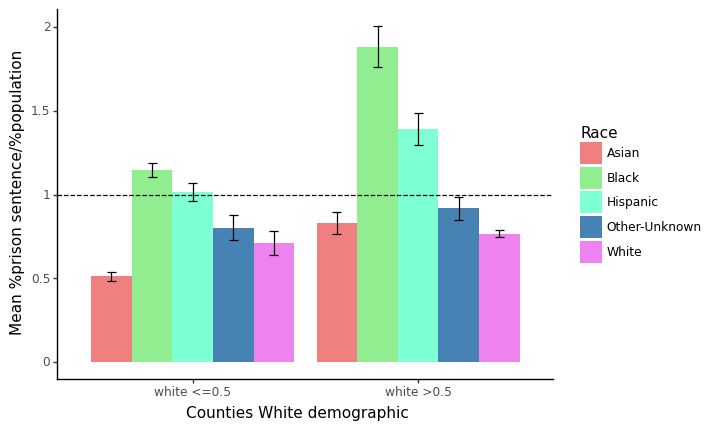 2
1.5
1
0.5
0
Mean %prison sentence/%population
white <=0.5
white >0.5
Counties White demographic
Race
Asian
Black
Hispanic
Other-Unknown
White